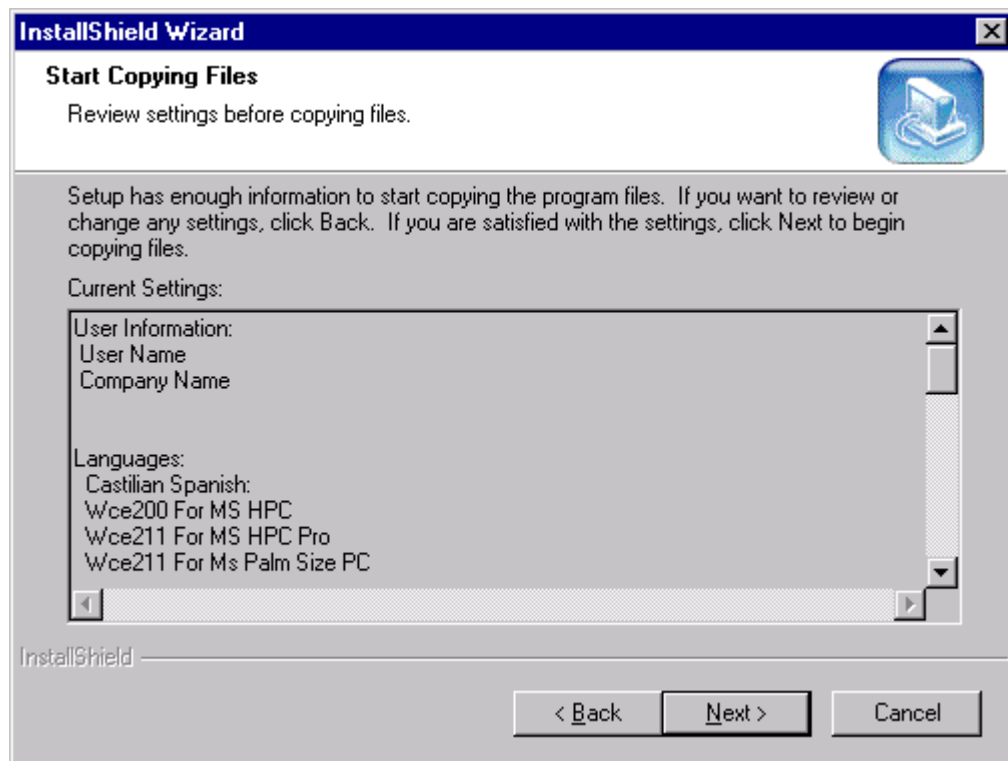 InstallShield Wizard
Start Copying Files
Review settings before copying files.
Setup has enough information to start copying the program files.  If you want to review or
change any settings, click Back.  If you are satisfied with the settings, click Next to begin
copying files.
Current Settings:
User Information:
User Name
Company Name
Languages:
Castilian Spanish:
Wce200 For MS HPC
Wce211 For MS HPC Pro
Wce211 For Ms Palm Size PC
InstallShield
< Back
Next >
Cancel